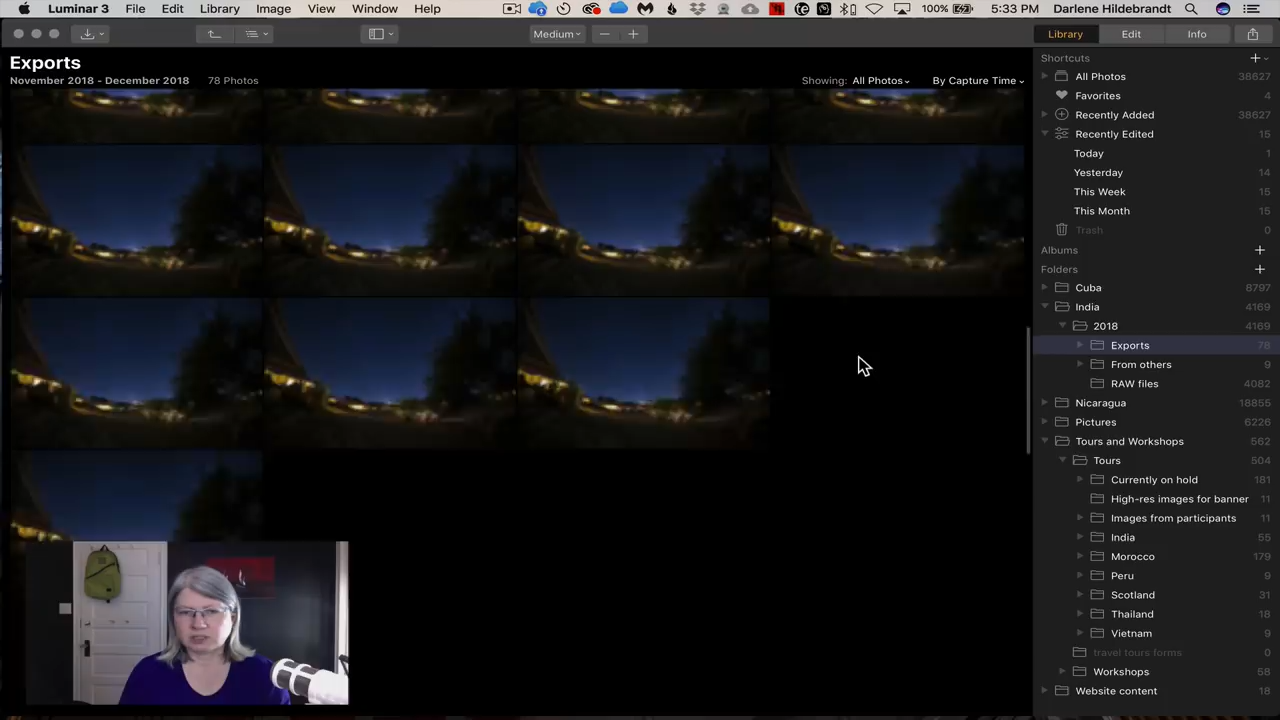 Luminar 3 File Edit Library Image View Window Help 100% 5:33 PM Darlene Hildebrandt
Medium Library Edit Info
Exports
November 2018 - December 2018 78 Photos Showing: All Photos By Capture Time
Shortcuts
All Photos 38627
Favorites 4
Recently Added 38627
Recently Edited 15
Today 1
Yesterday 14
This Week 15
This Month 15
Trash 0
Albums
Folders
Cuba 8797
India 4169
2018 4169
Exports 78
From others 9
RAW files 4082
Nicaragua 18855
Pictures 6226
Tours and Workshops 562
Tours 504
Currently on hold 181
High-res images for banner 11
Images from participants 11
India 55
Morocco 179
Peru 9
Scotland 31
Thailand 18
Vietnam 9
travel tours forms 0
Workshops 58
Website content 18